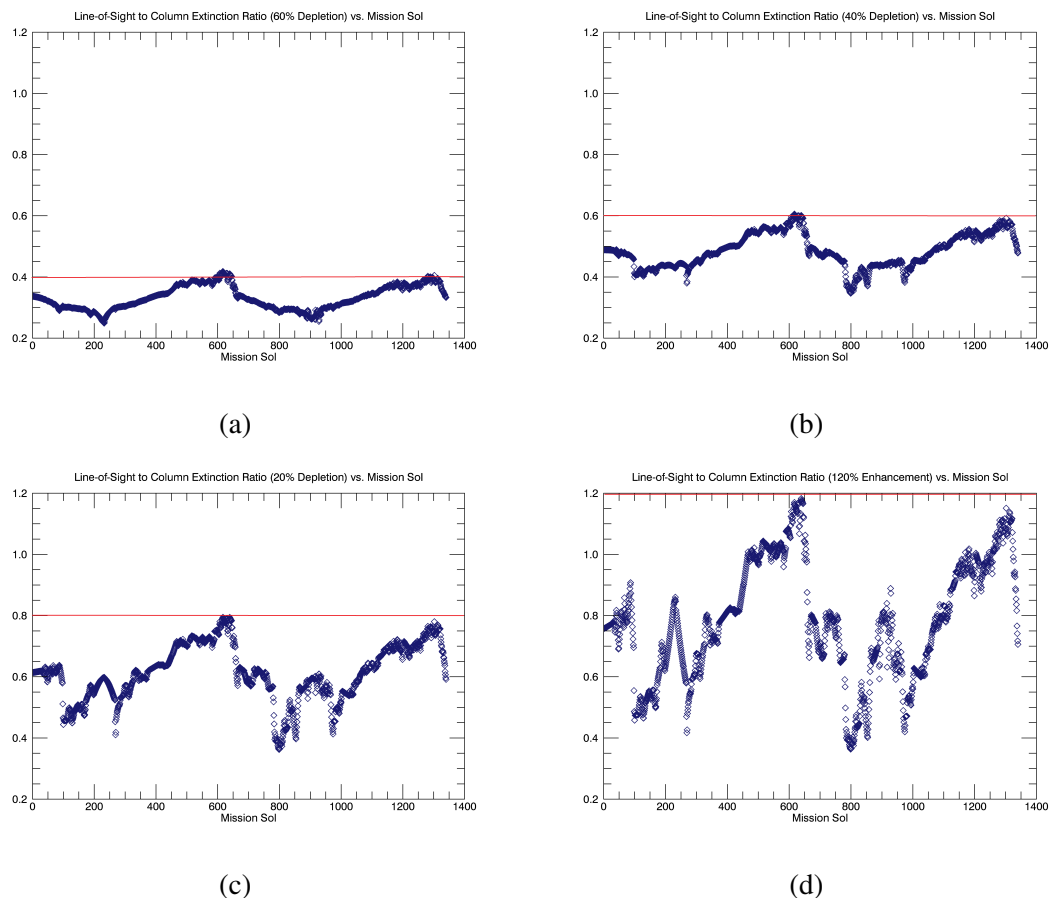 Line-of-Sight to Column Extinction Ratio (60% Depletion) vs. Mission Sol
1.2
1.0
0.8
0.6
0.4
0.2
0 200 400 600 800 1000 1200 1400
Mission Sol
(a)
Line-of-Sight to Column Extinction Ratio (40% Depletion) vs. Mission Sol
1.2
1.0
0.8
0.6
0.4
0.2
0 200 400 600 800 1000 1200 1400
Mission Sol
(b)
Line-of-Sight to Column Extinction Ratio (20% Depletion) vs. Mission Sol
1.2
1.0
0.8
0.6
0.4
0.2
0 200 400 600 800 1000 1200 1400
Mission Sol
(c)
Line-of-Sight to Column Extinction Ratio (120% Enhancement) vs. Mission Sol
1.2
1.0
0.8
0.6
0.4
0.2
0 200 400 600 800 1000 1200 1400
Mission Sol
(d)